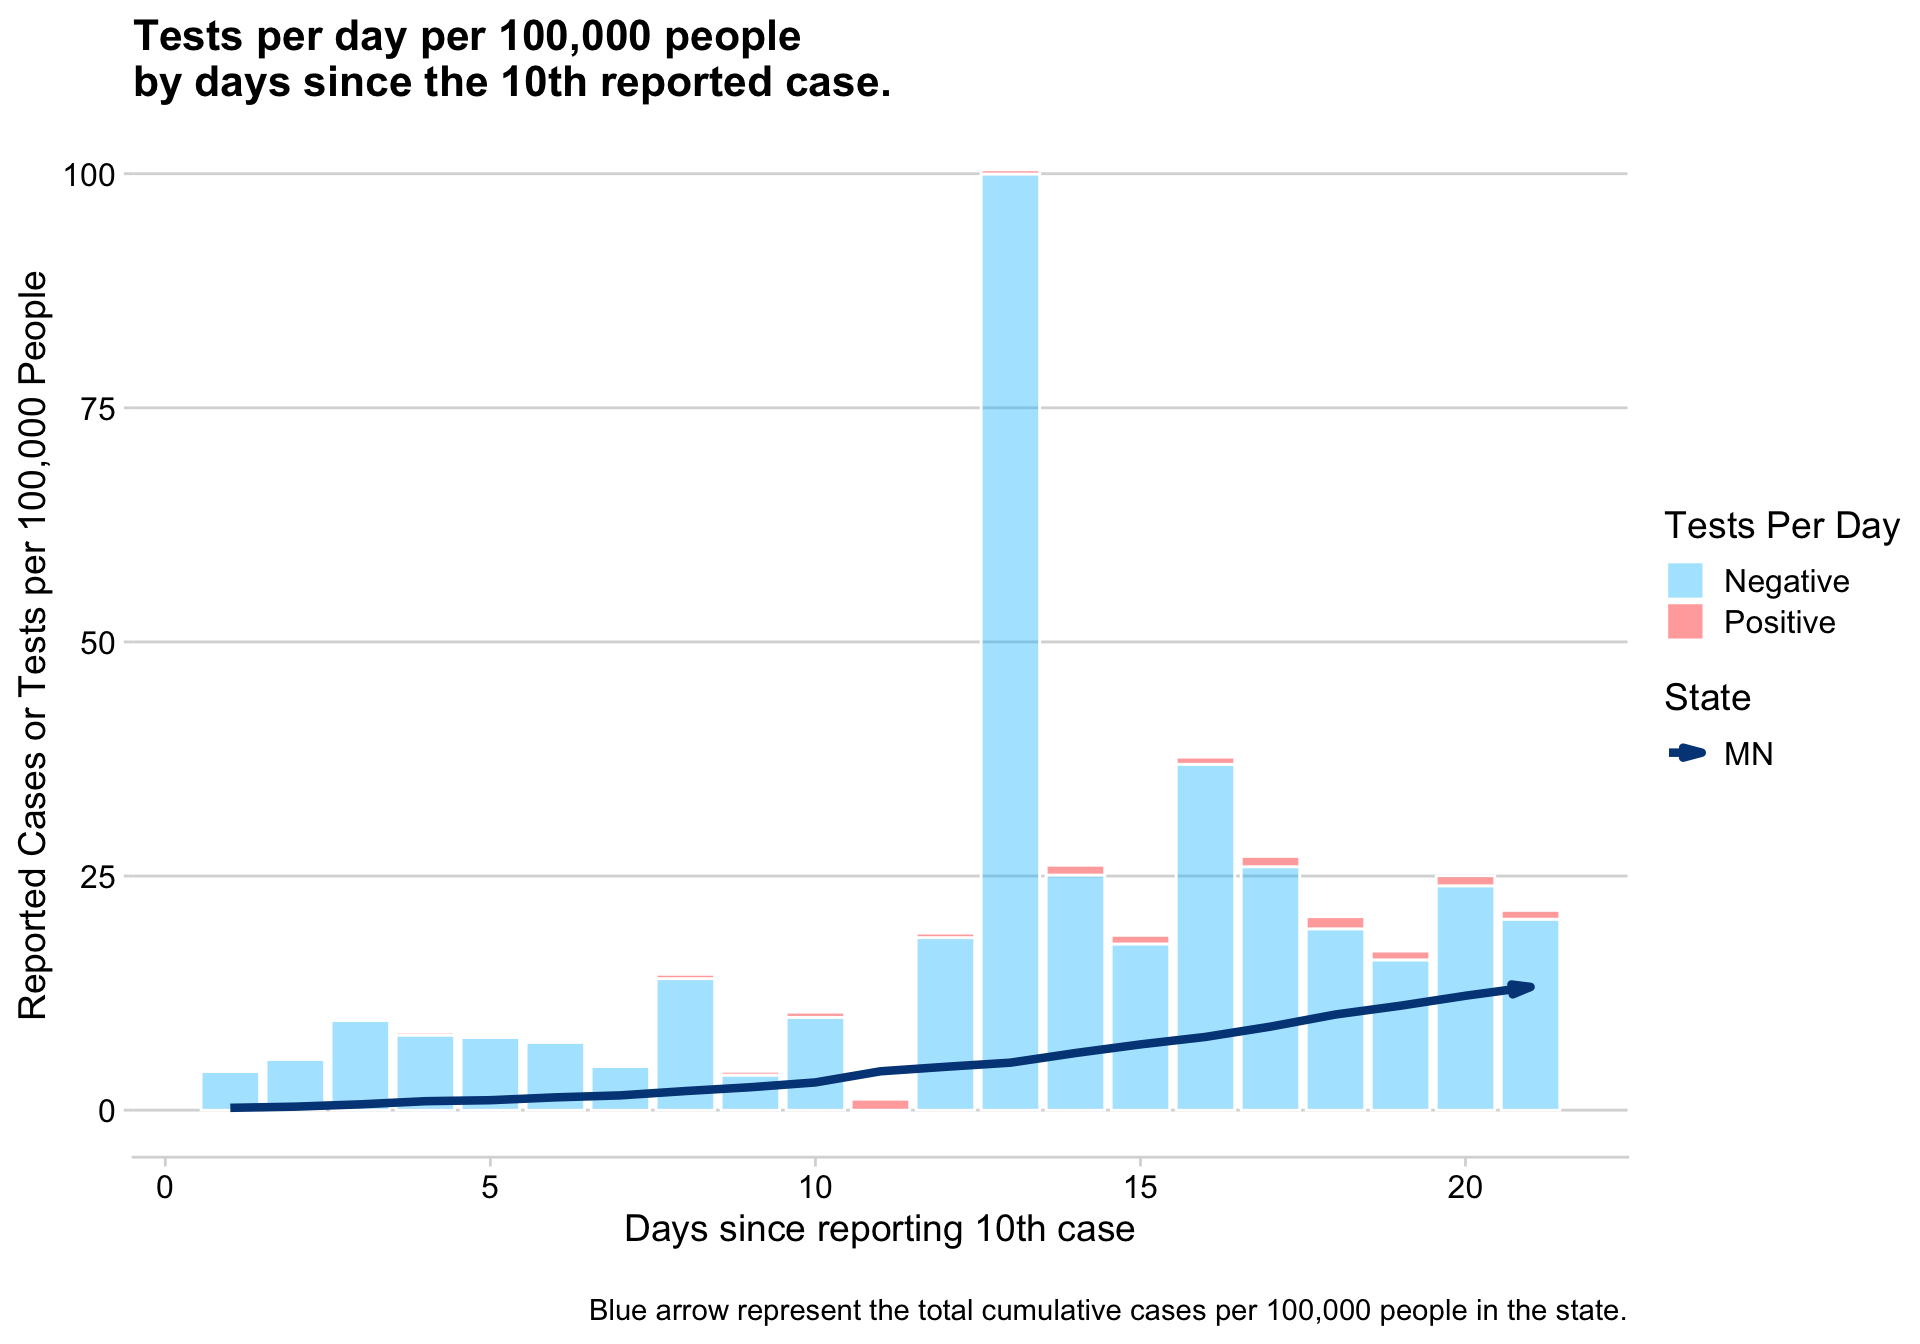 Tests per day per 100,000 people
by days since the 10th reported case.
Reported Cases or Tests per 100,000 People
100
75
50
25
0
0
5
10
15
20
Days since reporting 10th case
Tests Per Day
Negative
Positive
State
MN
Blue arrow represent the total cumulative cases per 100,000 people in the state.